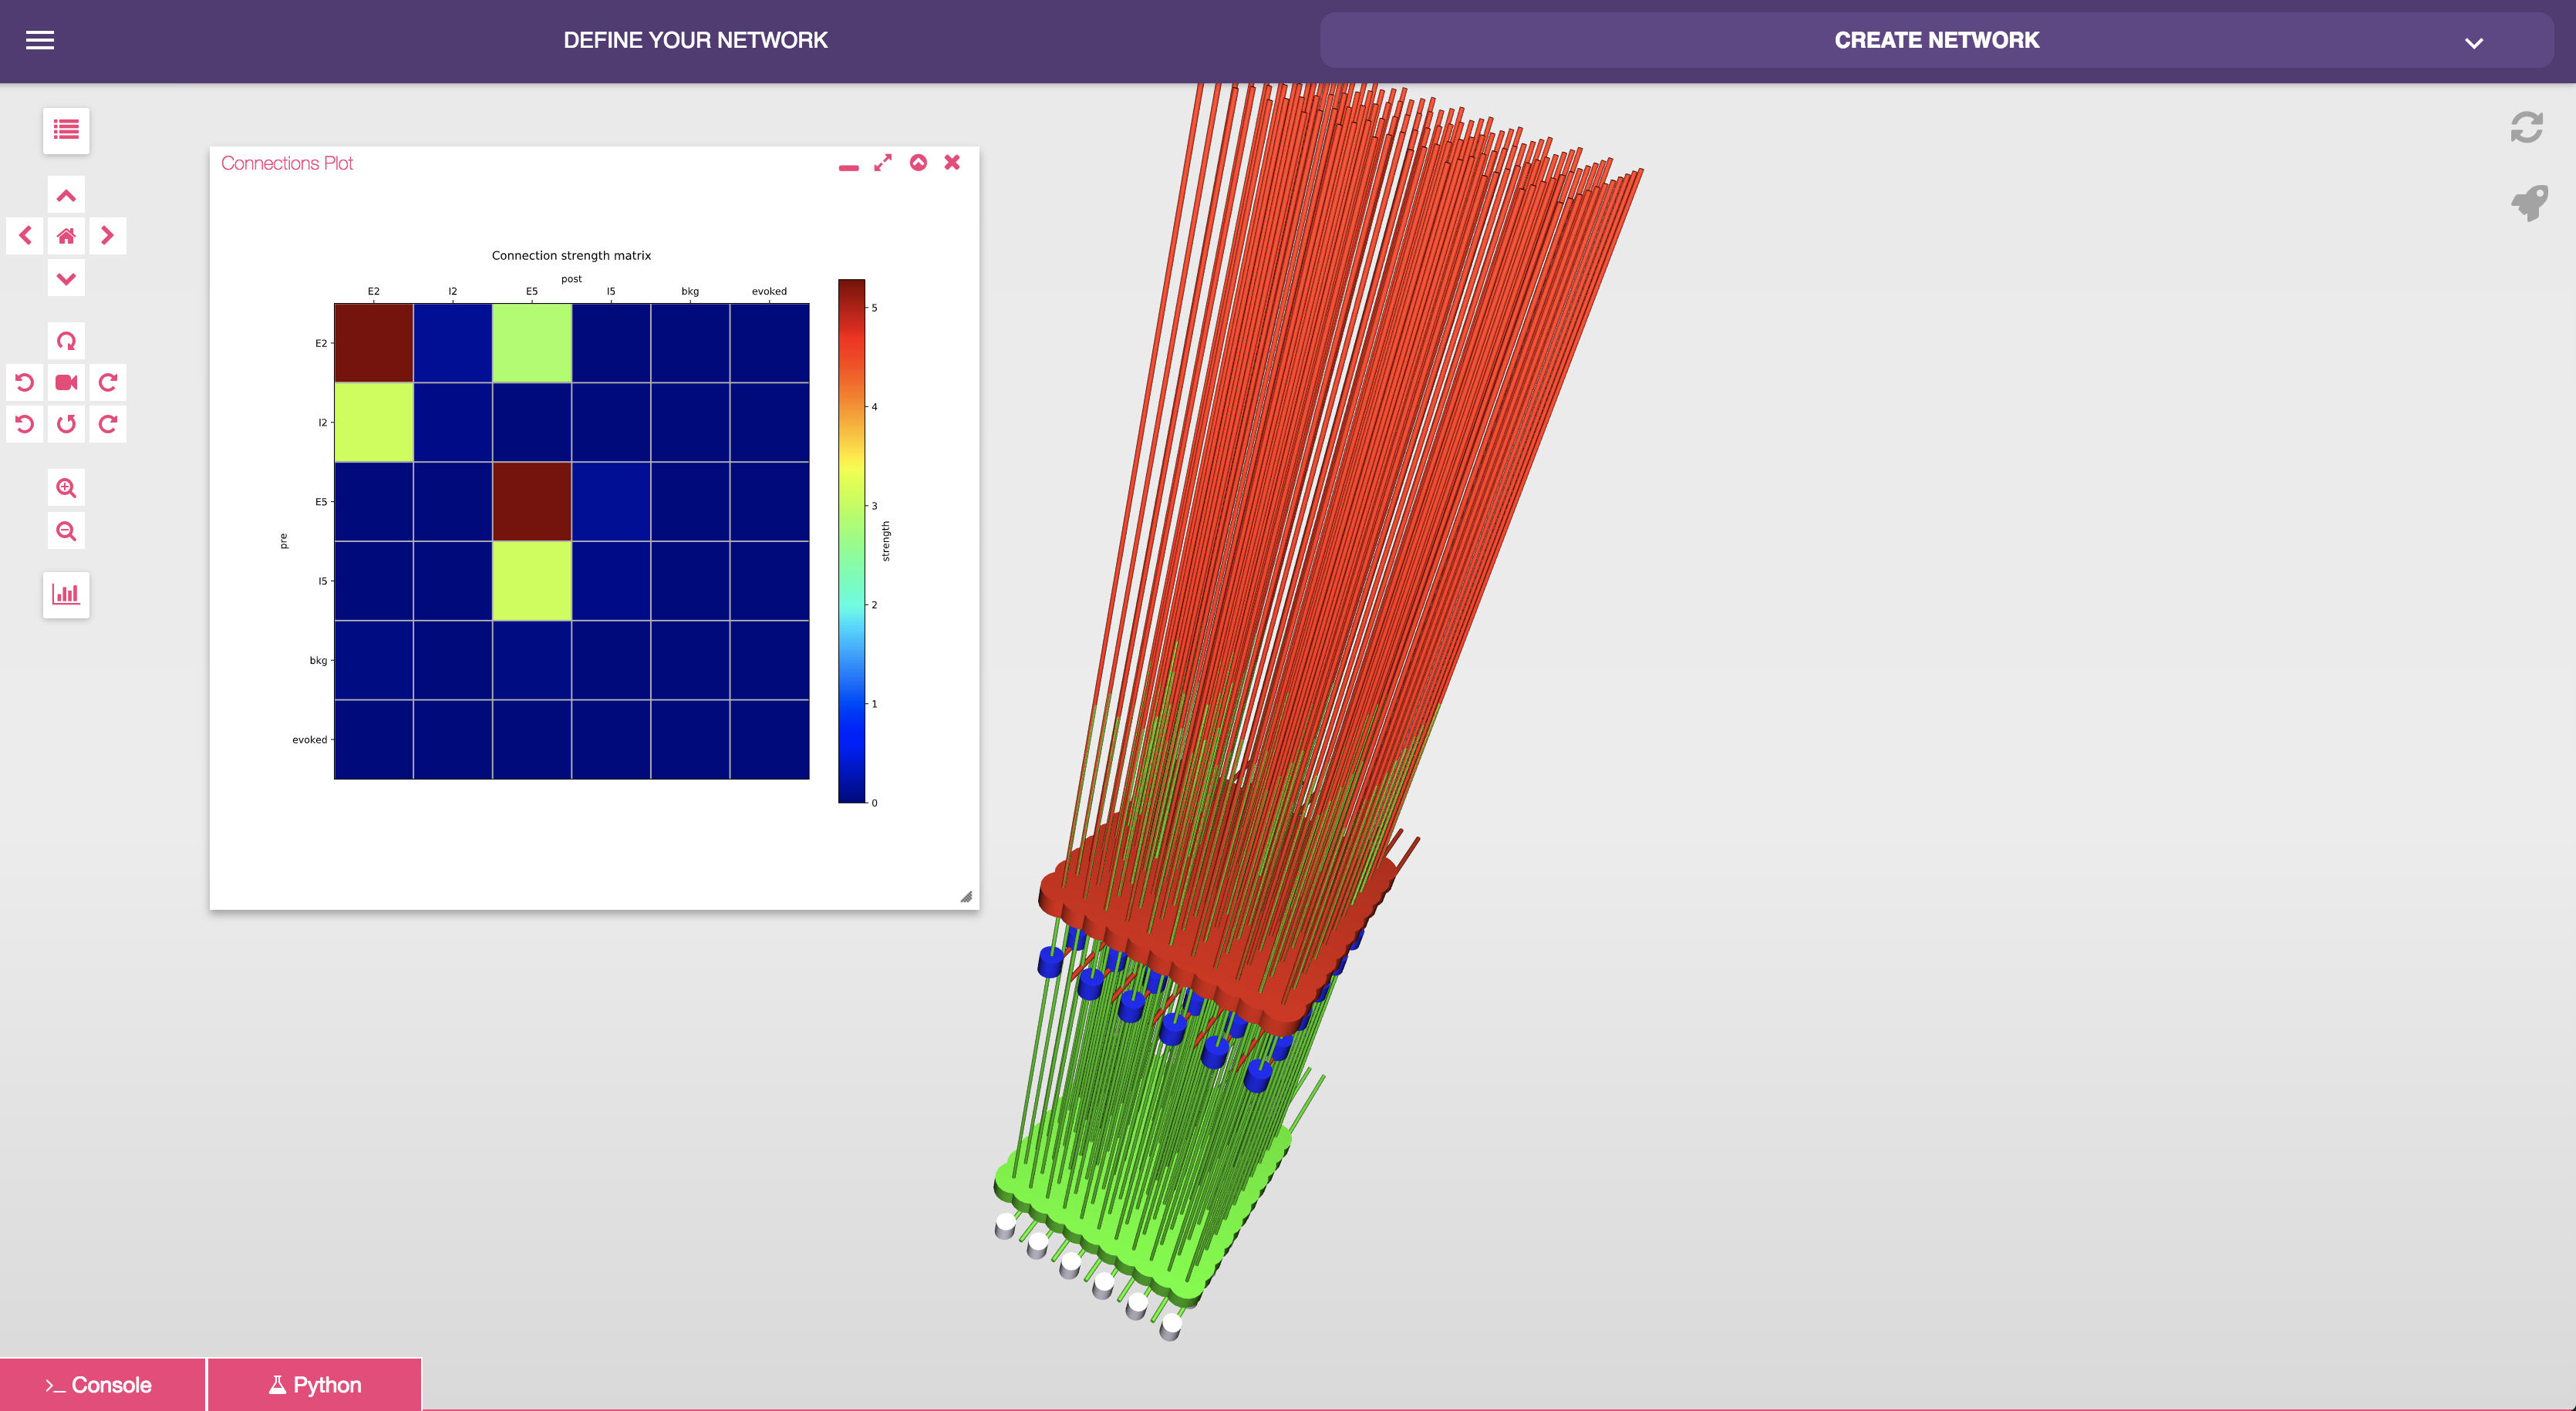 DEFINE YOUR NETWORK
CREATE NETWORK
Connections Plot
Connection strength matrix
post
E2 I2 E5 I5 bkg evoked
pre
E2
I2
E5
I5
bkg
evoked
5
4
3
2
1
0
strength
>_ Console
Python